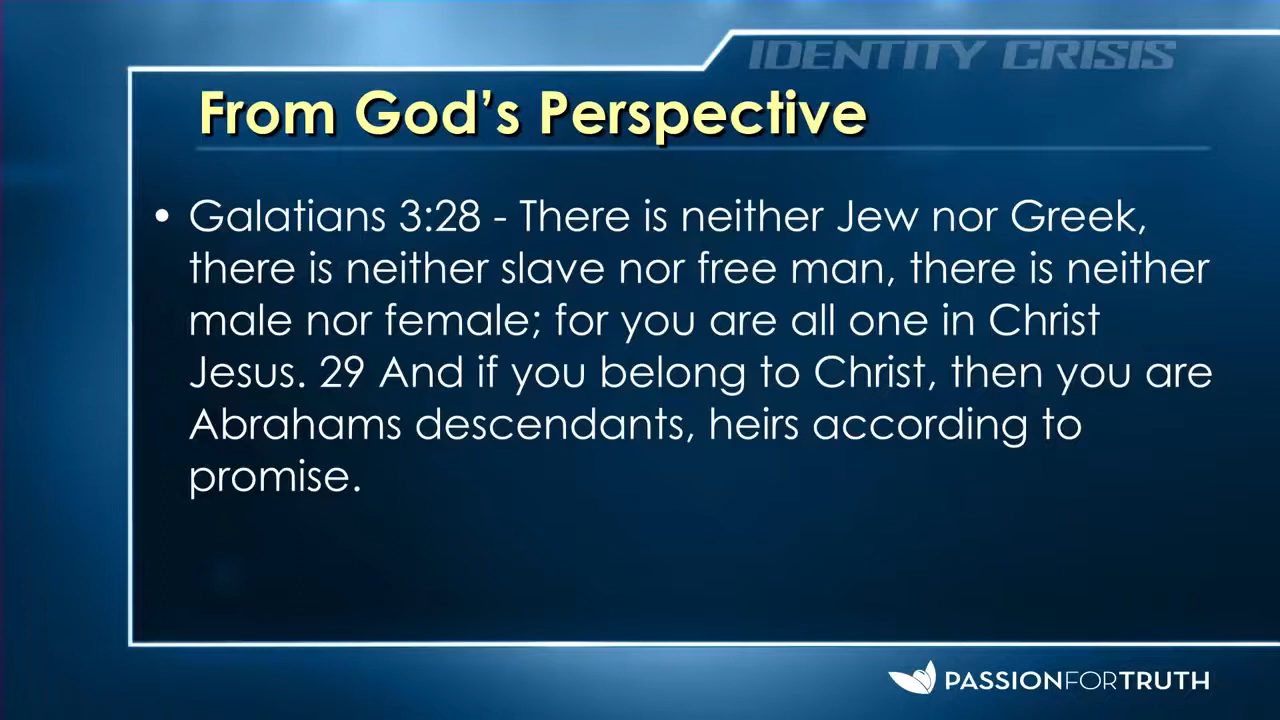 IDENTITY CRISIS
From God's Perspective
• Galatians 3:28 - There is neither Jew nor Greek,
there is neither slave nor free man, there is neither
male nor female; for you are all one in Christ
Jesus. 29 And if you belong to Christ, then you are
Abrahams descendants, heirs according to
promise.
PASSIONFORTRUTH